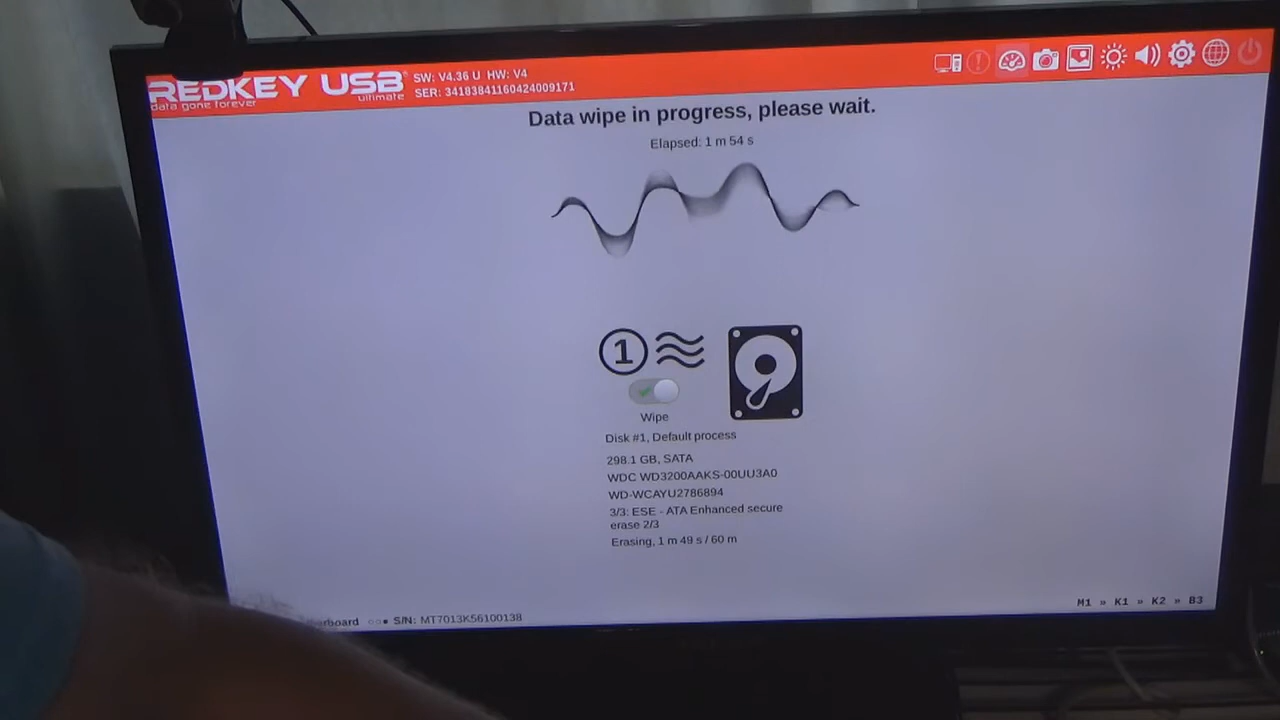 REDKEY USB
ultimate
data gone forever
SW: V4.36 U HW: V4
SER: 34183841160424009171
Data wipe in progress, please wait.
Elapsed: 1 m 54 s
1
Wipe
Disk #1, Default process
298.1 GB, SATA
WDC WD3200AAKS-00UU3A0
WD-WCAYU2786894
3/3: ESE - ATA Enhanced secure
erase 2/3
Erasing, 1 m 49 s / 60 m
M1 » K1 » K2 » B3
S/N: MT7013K56100138